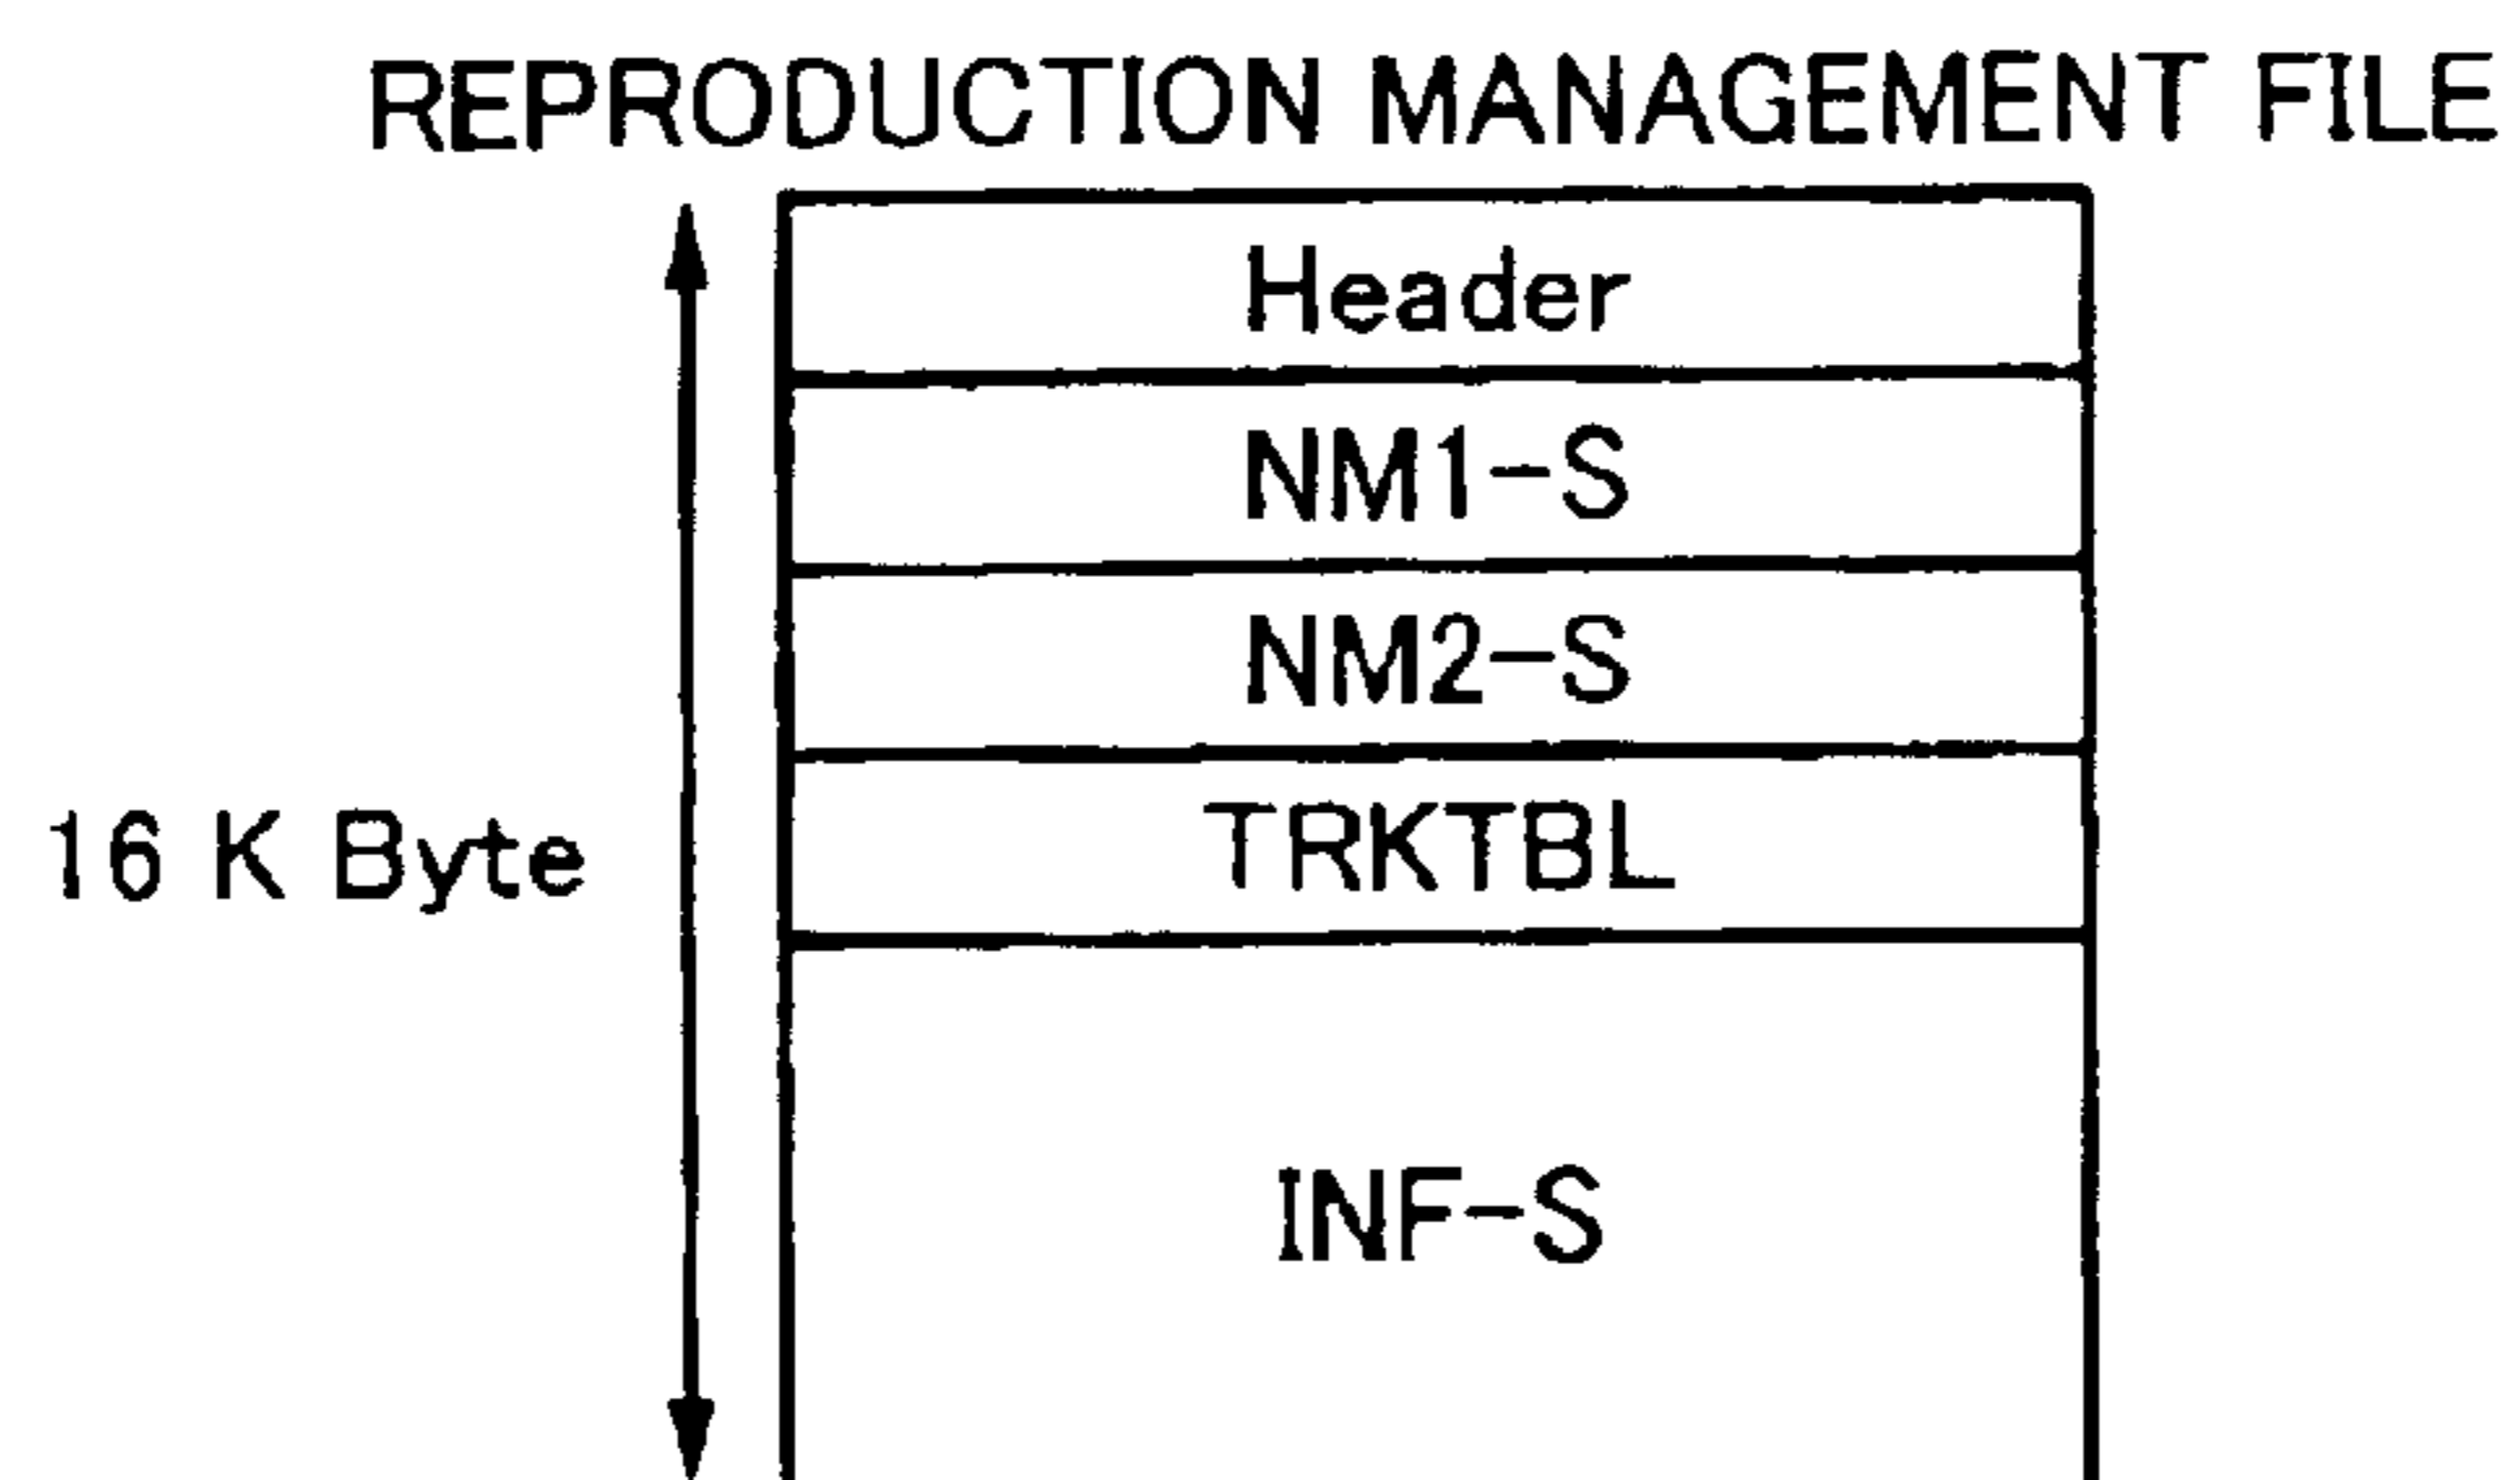 REPRODUCTION MANAGEMENT FILE
Header
NM1-S
NM2-S
TRKTBL
16 K Byte
INF-S